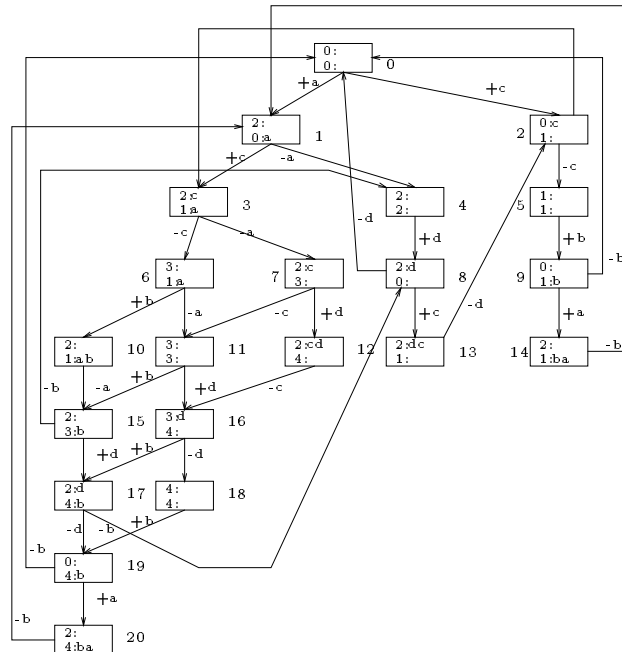 0:
0:
0
+a
+c
2:
0:a
1
0:c
1:
2
+c
-a
-c
2:c
1:a
3
2:
2:
4
1:
1:
5
-c
-a
-d
+d
+b
-b
3:
1:a
6
2:c
3:
7
2:d
0:
8
0:
1:b
9
+b
-a
-c
+d
+c
-d
+a
2:
1:ab
10
3:
3:
11
2:cd
4:
12
2:dc
1:
13
2:
1:ba
14
-b
-b
-a
+b
+d
-c
2:
3:b
15
3:d
4:
16
+d
+b
-d
2:d
4:b
17
4:
4:
18
-d
-b
+b
-b
0:
4:b
19
+a
-b
2:
4:ba
20